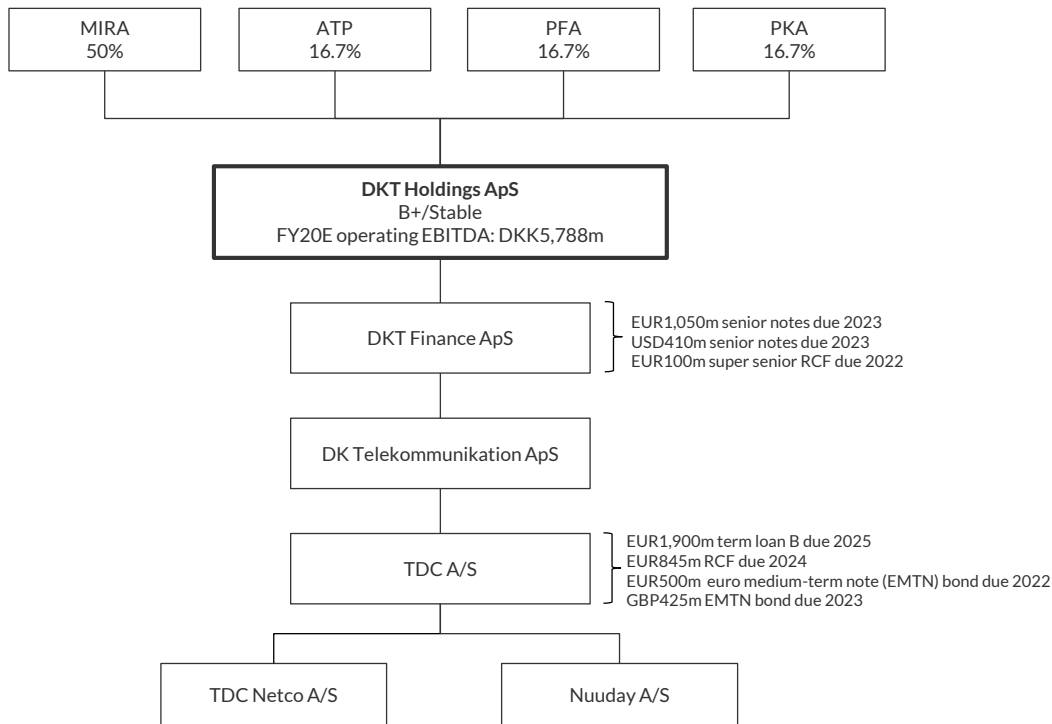 MIRA
50%
ATP
16.7%
PFA
16.7%
PKA
16.7%
DKT Holdings ApS
B+/Stable
FY20E operating EBITDA: DKK5,788m
DKT Finance ApS
EUR1,050m senior notes due 2023
USD410m senior notes due 2023
EUR100m super senior RCF due 2022
DK Telekommunikation ApS
TDC A/S
EUR1,900m term loan B due 2025
EUR845m RCF due 2024
EUR500m euro medium-term note (EMTN) bond due 2022
GBP425m EMTN bond due 2023
TDC Netco A/S
Nuuday A/S